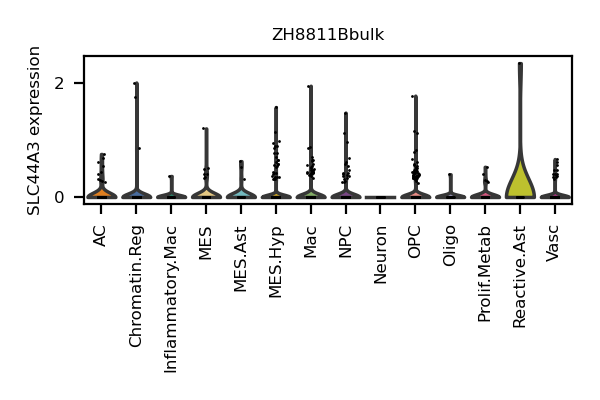 ZH8811Bbulk
SLC44A3 expression
2
0
AC
Chromatin.Reg
Inflammatory.Mac
MES
MES.Ast
MES.Hyp
Mac
NPC
Neuron
OPC
Oligo
Prolif.Metab
Reactive.Ast
Vasc